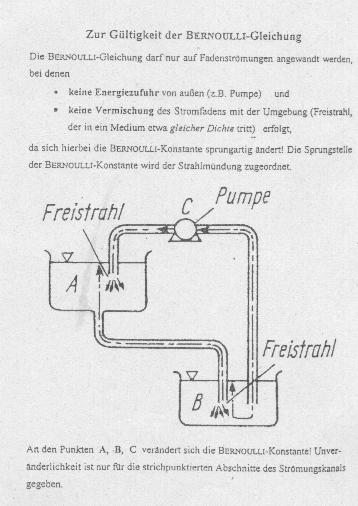 Zur Gültigkeit der BERNOULLI-Gleichung
Die BERNOULLI-Gleichung darf nur auf Fadenströmungen angewandt werden,
bei denen
• keine Energiezufuhr von außen (z.B. Pumpe) und
• keine Vermischung des Stromfadens mit der Umgebung (Freistrahl,
der in ein Medium etwa gleicher Dichte tritt) erfolgt,
da sich hierbei die BERNOULLI-Konstante sprungartig ändert! Die Sprungstelle
der BERNOULLI-Konstante wird der Strahlmündung zugeordnet.
Pumpe
C
Freistrahl
A
Freistrahl
B
An den Punkten A, B, C verändert sich die BERNOULLI-Konstante! Unver-
änderlichkeit ist nur für die strichpunktierten Abschnitte des Strömungskanals
gegeben.